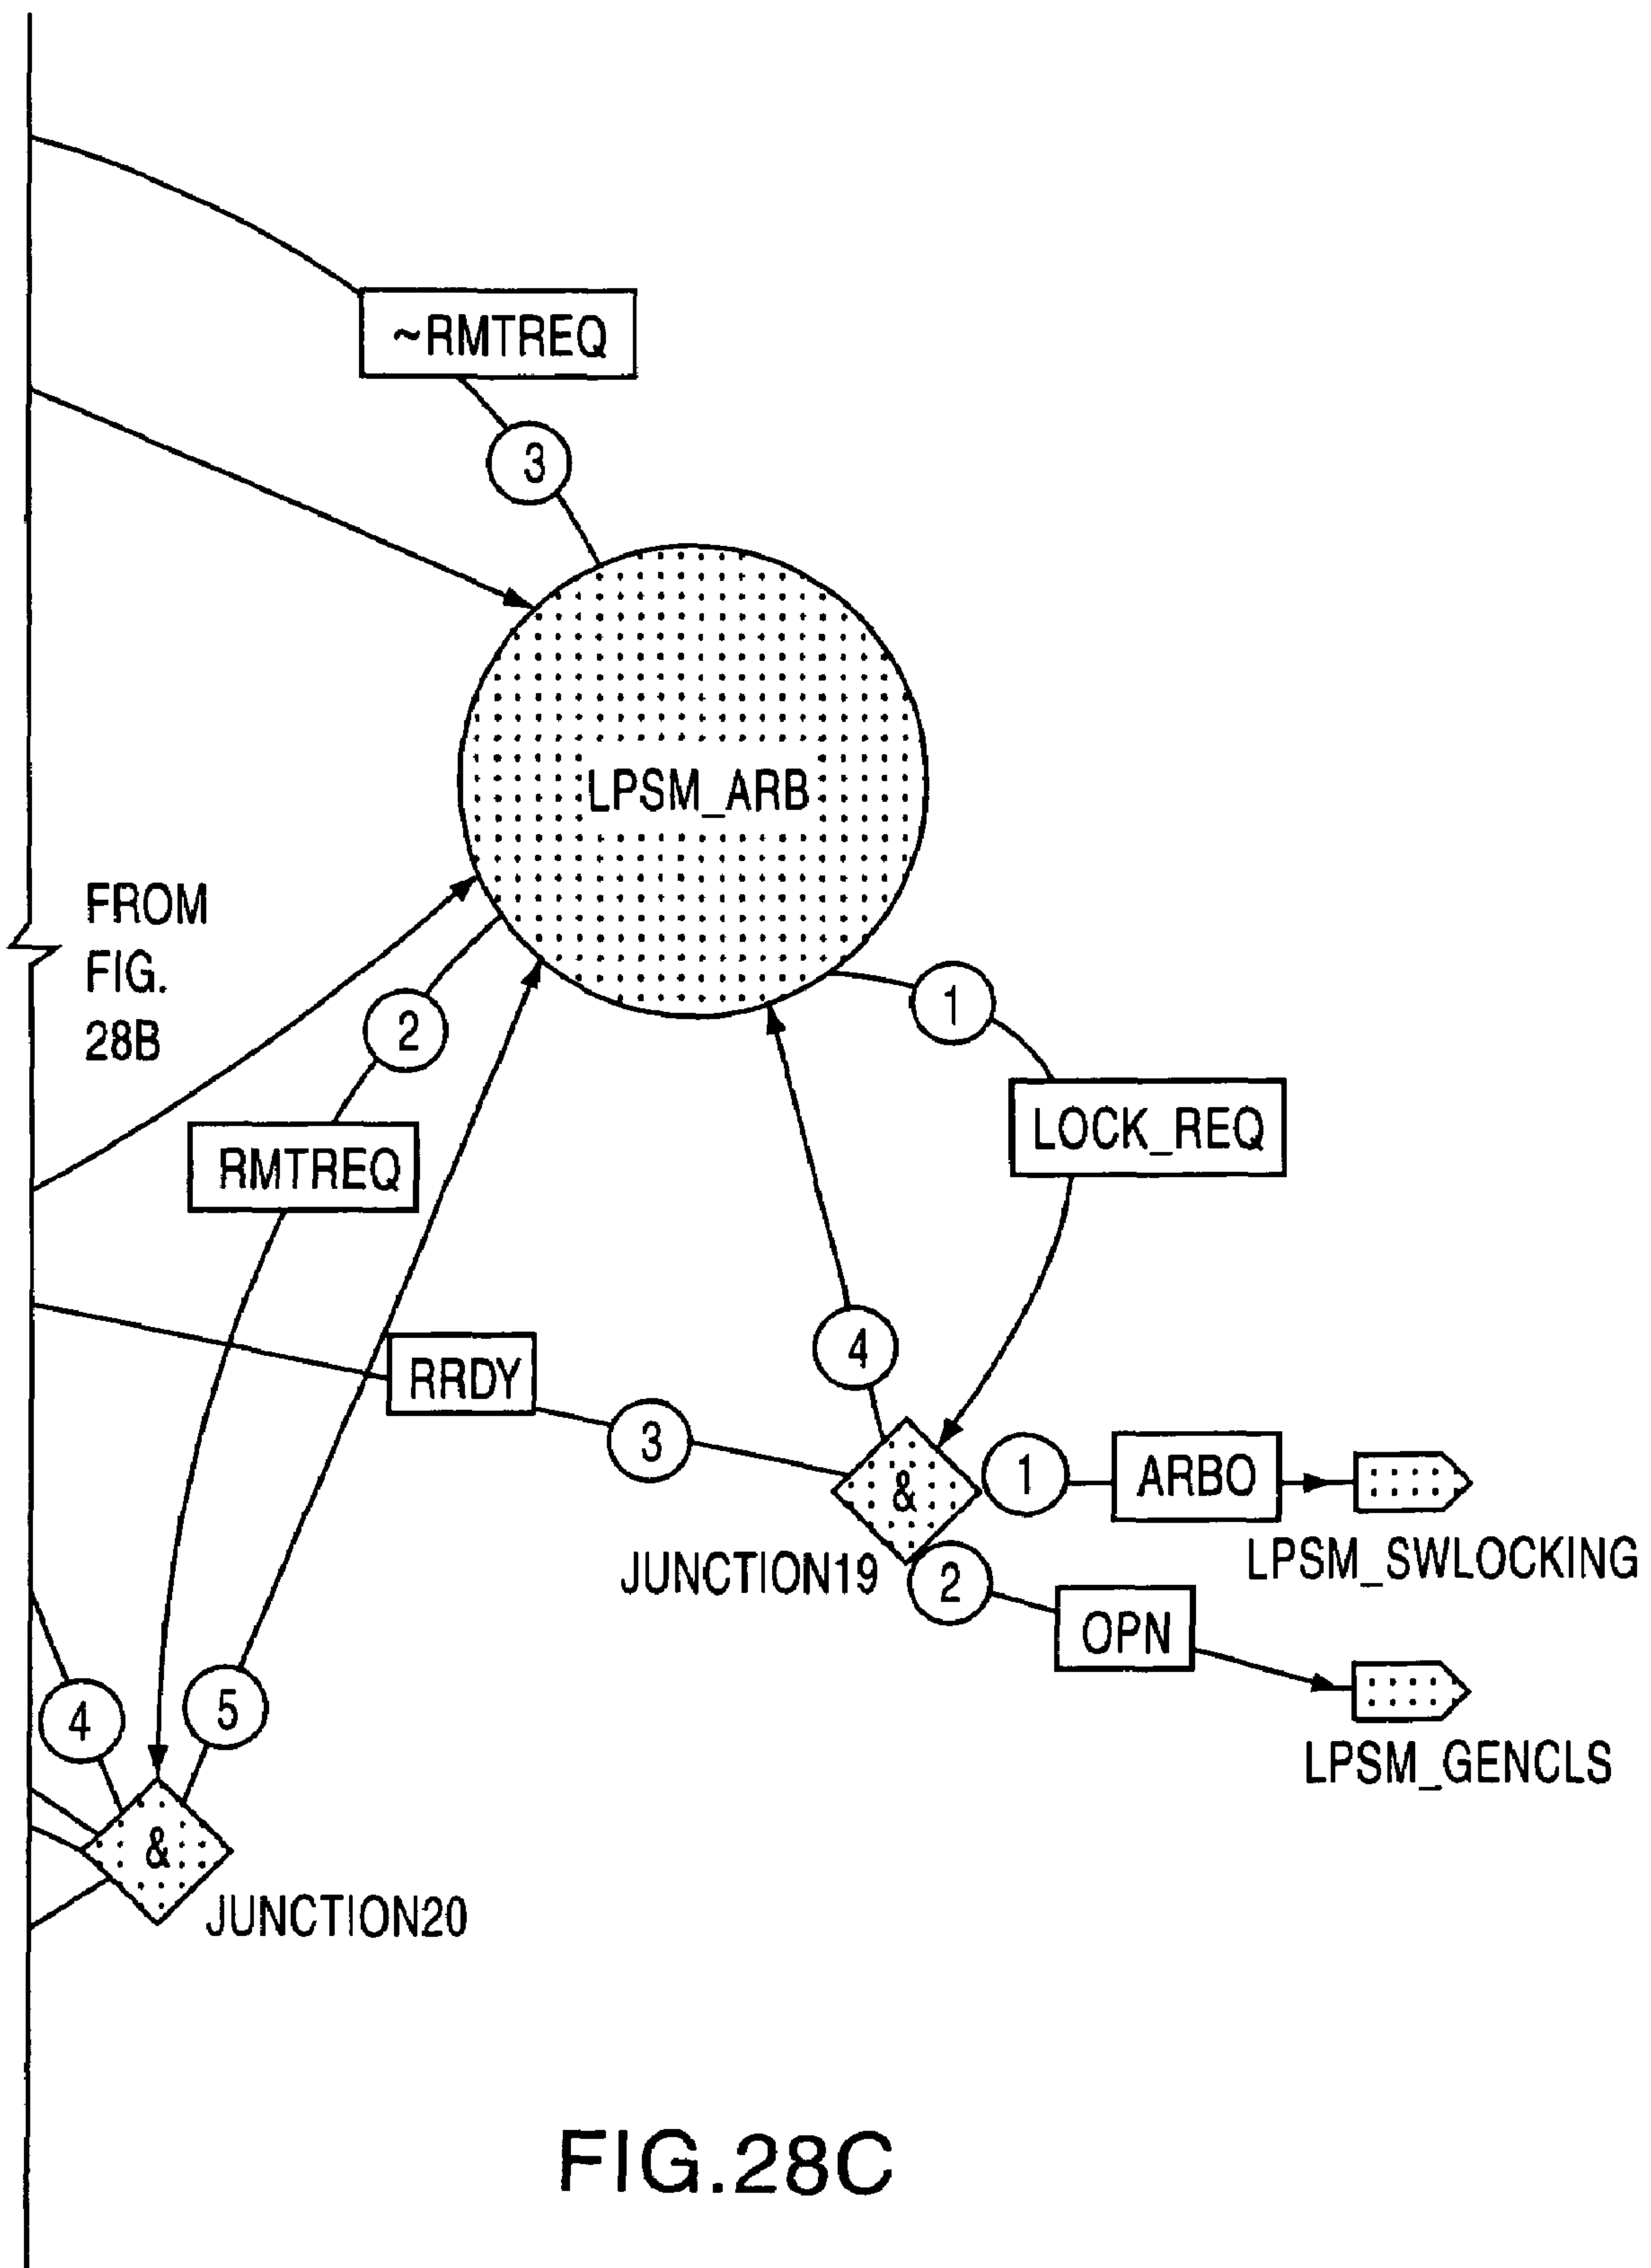 ~RMTREQ
3
LPSM_ARB
FROM
FIG.
28B
2
1
RMTREQ
LOCK_REQ
RRDY
3
4
&
1
ARBO
LPSM_SWLOCKING
JUNCTION19
2
OPN
LPSM_GENCLS
4
5
&
JUNCTION20
FIG.28C